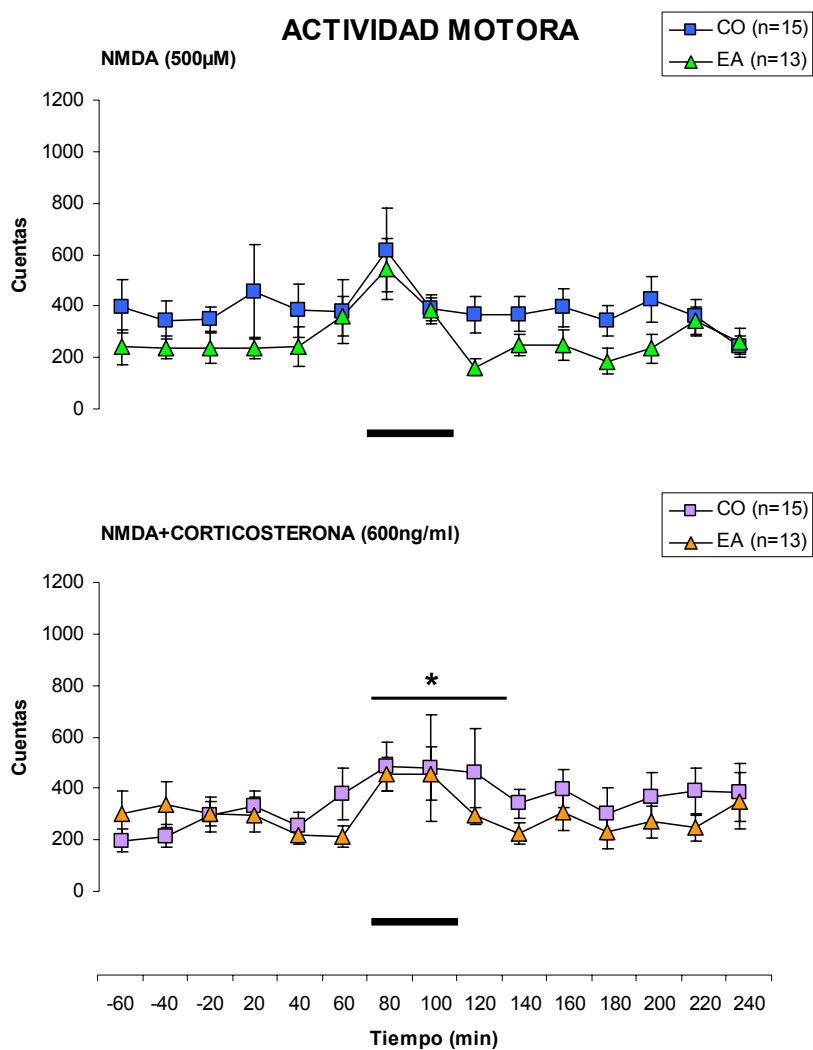 ACTIVIDAD MOTORA
CO (n=15)
EA (n=13)
NMDA (500µM)
1200
1000
800
600
400
200
0
Cuentas
CO (n=15)
EA (n=13)
NMDA+CORTICOSTERONA (600ng/ml)
1200
1000
800
600
400
200
0
Cuentas
*
-60 -40 -20 20 40 60 80 100 120 140 160 180 200 220 240
Tiempo (min)